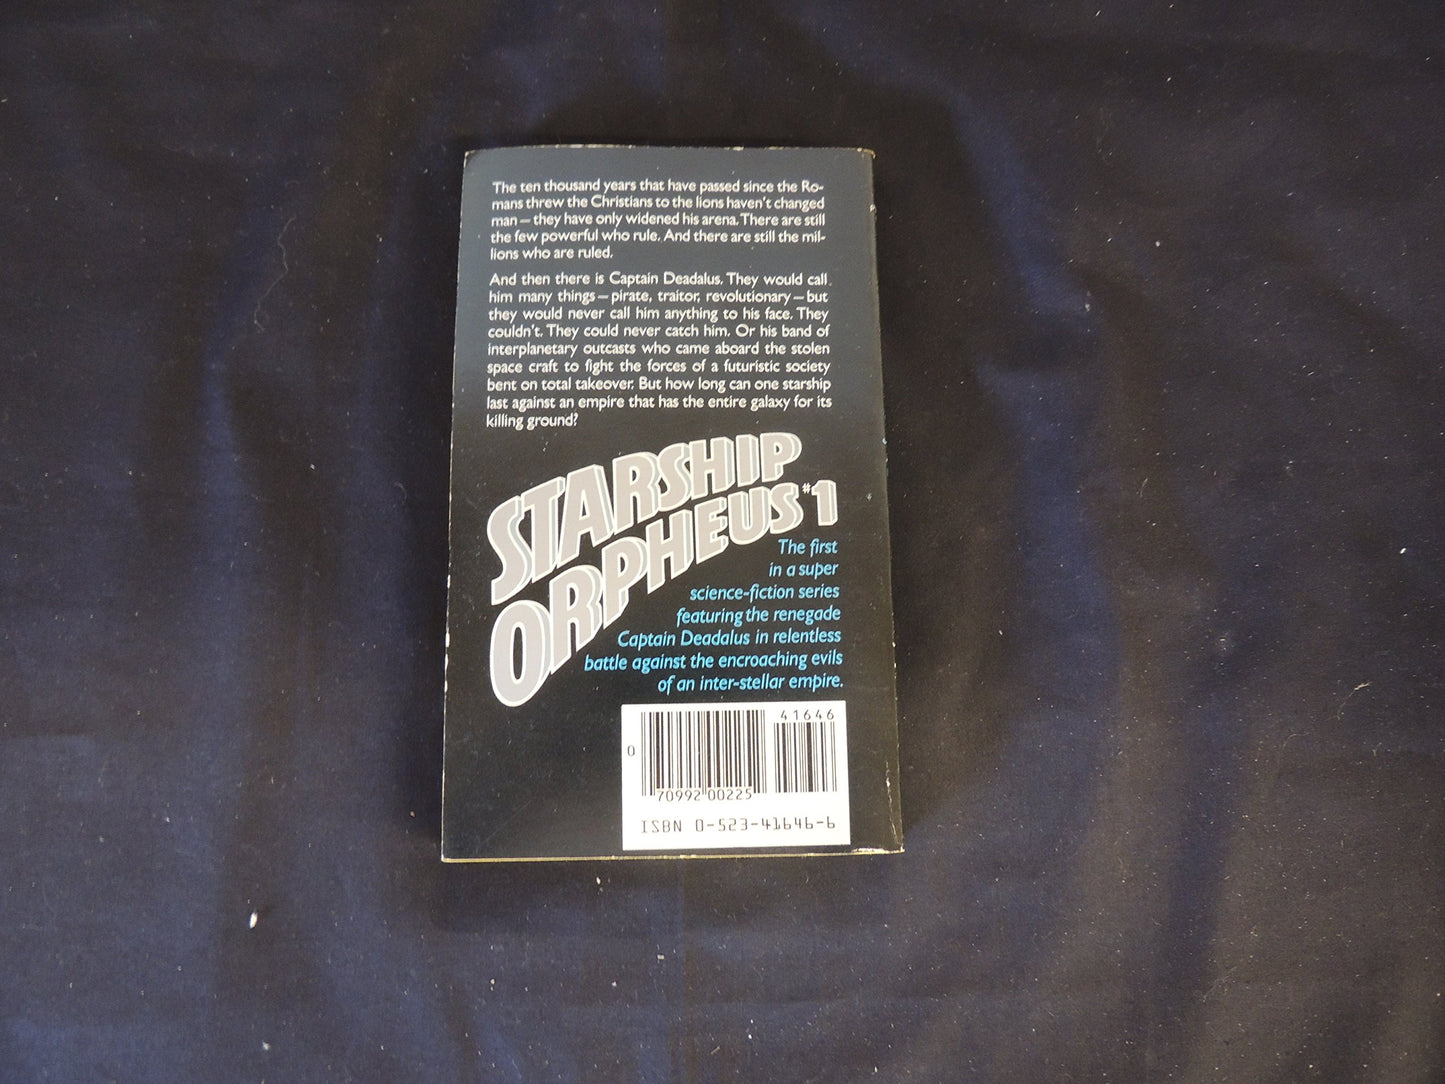 The ten thousand years that have passed since the Ro-
mans threw the Christians to the lions haven't changed
man — they have only widened his arena. There are still
the few powerful who rule. And there are still the mil-
lions who are ruled.
And then there is Captain Deadalus. They would call
him many things — pirate, traitor, revolutionary — but
they would never call him anything to his face. They
couldn't. They could never catch him. Or his band of
interplanetary outcasts who came aboard the stolen
space craft to fight the forces of a futuristic society
bent on total takeover. But how long can one starship
last against an empire that has the entire galaxy for its
killing ground?
STARSHIP
ORPHEUS #1
The first
in a super
science-fiction series
featuring the renegade
Captain Deadalus in relentless
battle against the encroaching evils
of an inter-stellar empire.
41646
0
70992 00225
ISBN 0-523-41646-6